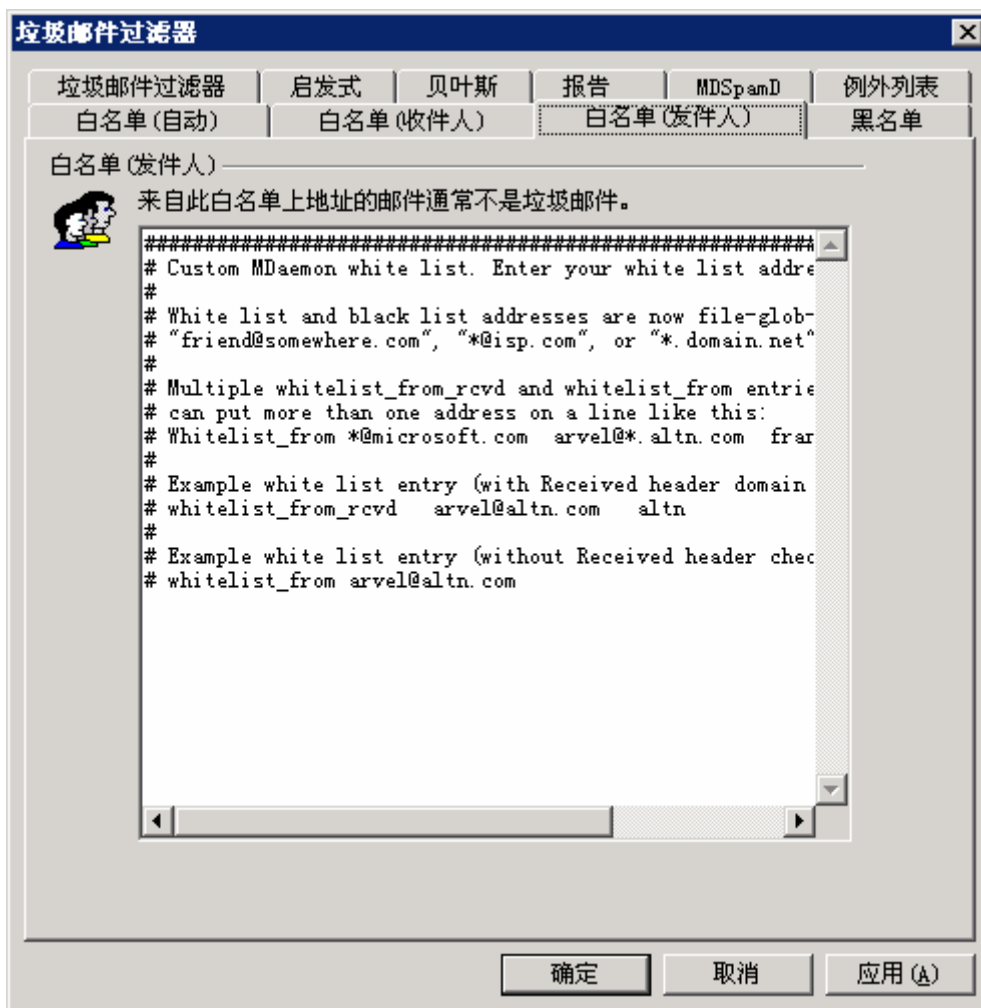 垃圾邮件过滤器
垃圾邮件过滤器 启发式 贝叶斯 报告 MDSpamD 例外列表
白名单(自动) 白名单(收件人) 白名单(发件人) 黑名单
白名单(发件人)
来自此白名单上地址的邮件通常不是垃圾邮件。
#######################################################
# Custom MDaemon white list. Enter your white list addre
#
# White list and black list addresses are now file-glob-
# "friend@somewhere.com", "*@isp.com", or "*.domain.net"
#
# Multiple whitelist_from_rcvd and whitelist_from entrie
# can put more than one address on a line like this:
# Whitelist_from *@microsoft.com arvel@*.altn.com fran
#
# Example white list entry (with Received header domain
# whitelist_from_rcvd arvel@altn.com altn
#
# Example white list entry (without Received header chec
# whitelist_from arvel@altn.com
确定 取消 应用(A)